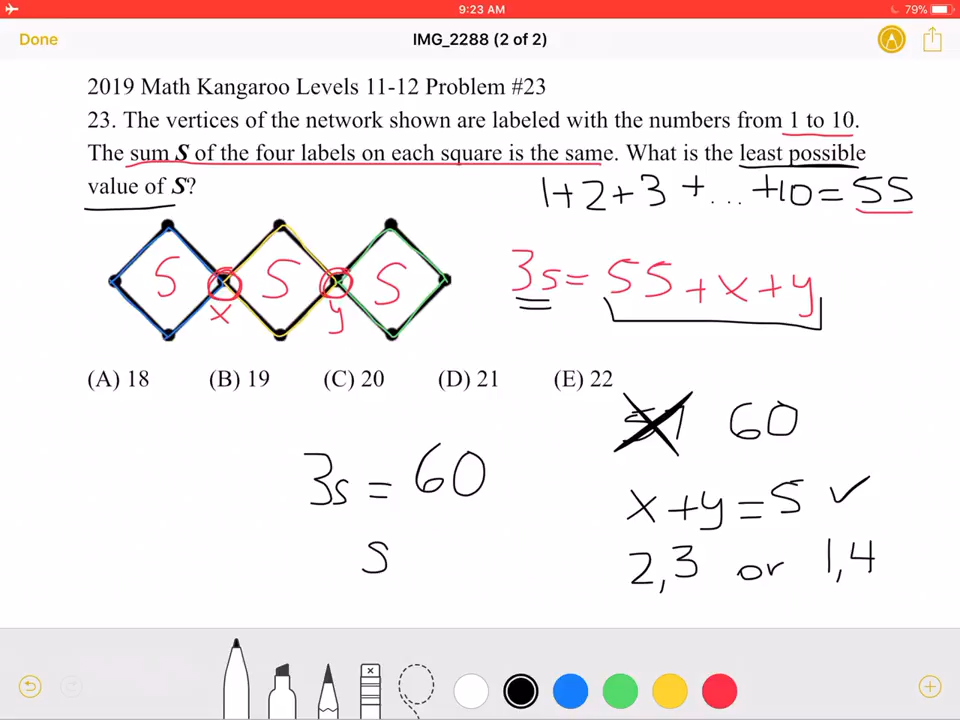 9:23 AM
79%
Done
IMG_2288 (2 of 2)
2019 Math Kangaroo Levels 11-12 Problem #23
23. The vertices of the network shown are labeled with the numbers from 1 to 10.
The sum S of the four labels on each square is the same. What is the least possible
value of S?
1+2+3+...+10=55
S S S
x y
3s=55+x+y
(A) 18 (B) 19 (C) 20 (D) 21 (E) 22
60
3s=60
x+y=5 ✓
s
2,3 or 1,4